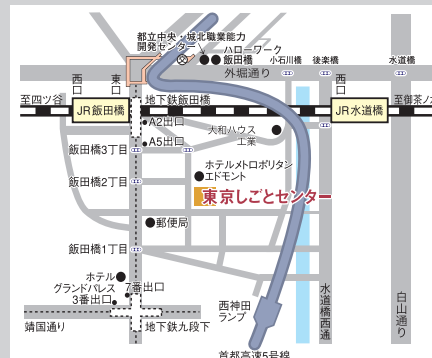 都立中央・城北職業能力
開発センター
ハローワーク
飯田橋
小石川橋
後楽橋
水道橋
外堀通り
西口
東口
西口
至四ツ谷
JR飯田橋
地下鉄飯田橋
JR水道橋
至御茶ノ水
A2出口
A5出口
大和ハウス
工業
飯田橋3丁目
ホテルメトロポリタン
エドモント
飯田橋2丁目
東京しごとセンター
郵便局
飯田橋1丁目
ホテル
グランドパレス
7番出口
3番出口
西神田
ランプ
水道橋西通り
白山通り
靖国通り
地下鉄九段下
首都高速5号線